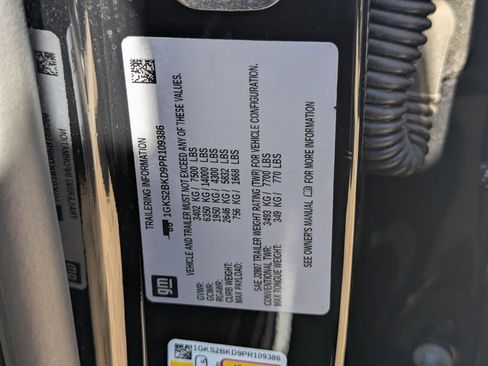 TRAILERING INFORMATION
1GKS2BKD9PR109386
VEHICLE AND TRAILER MUST NOT EXCEED ANY OF THESE VALUES.
GVWR: 3402 KG / 7500 LBS
GCWR: 6350 KG / 14000 LBS
RGAWR: 1950 KG / 4300 LBS
CURB WEIGHT: 2646 KG / 5832 LBS
MAX PAYLOAD: 756 KG / 1668 LBS
SAE J2807 TRAILER WEIGHT RATING (TWR) FOR VEHICLE CONFIGURATION.
CONVENTIONAL TWR: 3493 KG / 7700 LBS
MAX TONGUE WEIGHT: 349 KG / 770 LBS
SEE OWNER'S MANUAL FOR MORE INFORMATION
gm
1GKS2BKD9PR109386